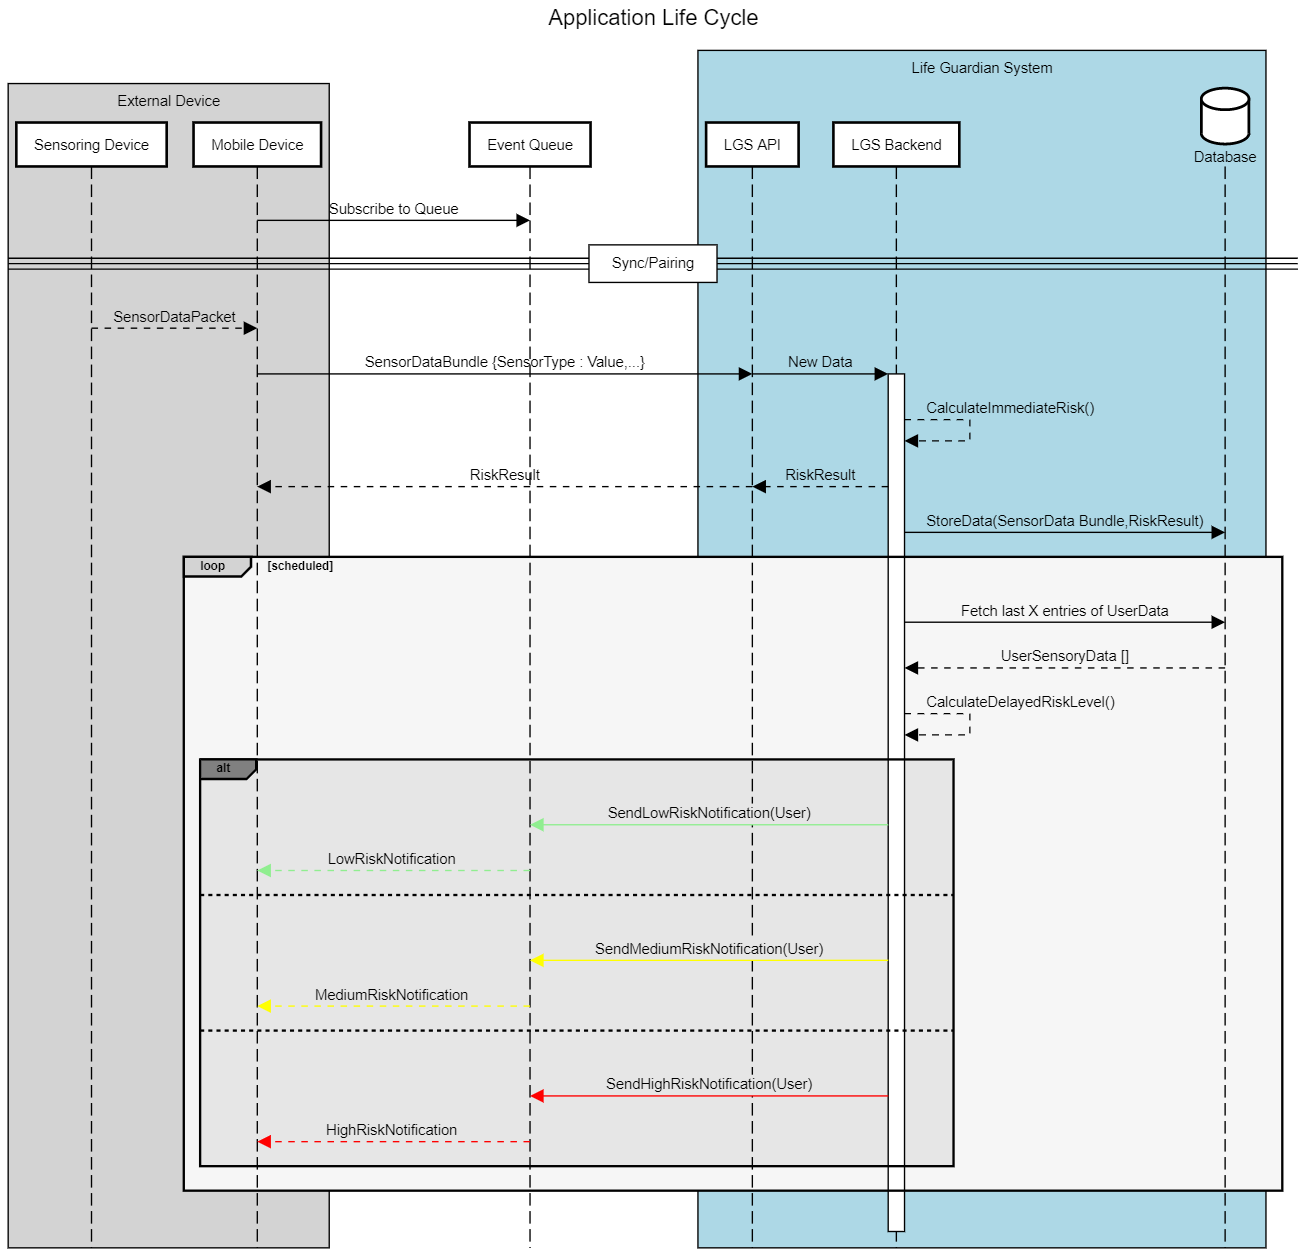 Application Life Cycle
Life Guardian System
External Device
Sensoring Device
Mobile Device
Event Queue
LGS API
LGS Backend
Database
Subscribe to Queue
Sync/Pairing
SensorDataPacket
SensorDataBundle {SensorType : Value,...}
New Data
CalculateImmediateRisk()
RiskResult
RiskResult
StoreData(SensorData Bundle,RiskResult)
loop
[scheduled]
Fetch last X entries of UserData
UserSensoryData []
CalculateDelayedRiskLevel()
alt
SendLowRiskNotification(User)
LowRiskNotification
SendMediumRiskNotification(User)
MediumRiskNotification
SendHighRiskNotification(User)
HighRiskNotification